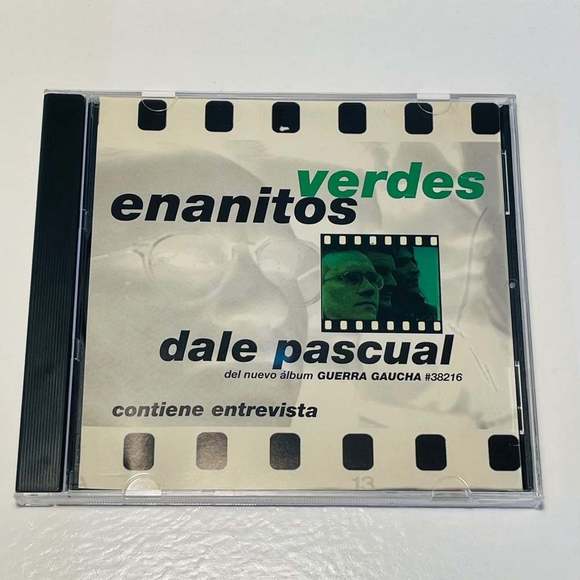 verdes
enanitos
dale pascual
del nuevo álbum GUERRA GAUCHA #38216
contiene entrevista
13